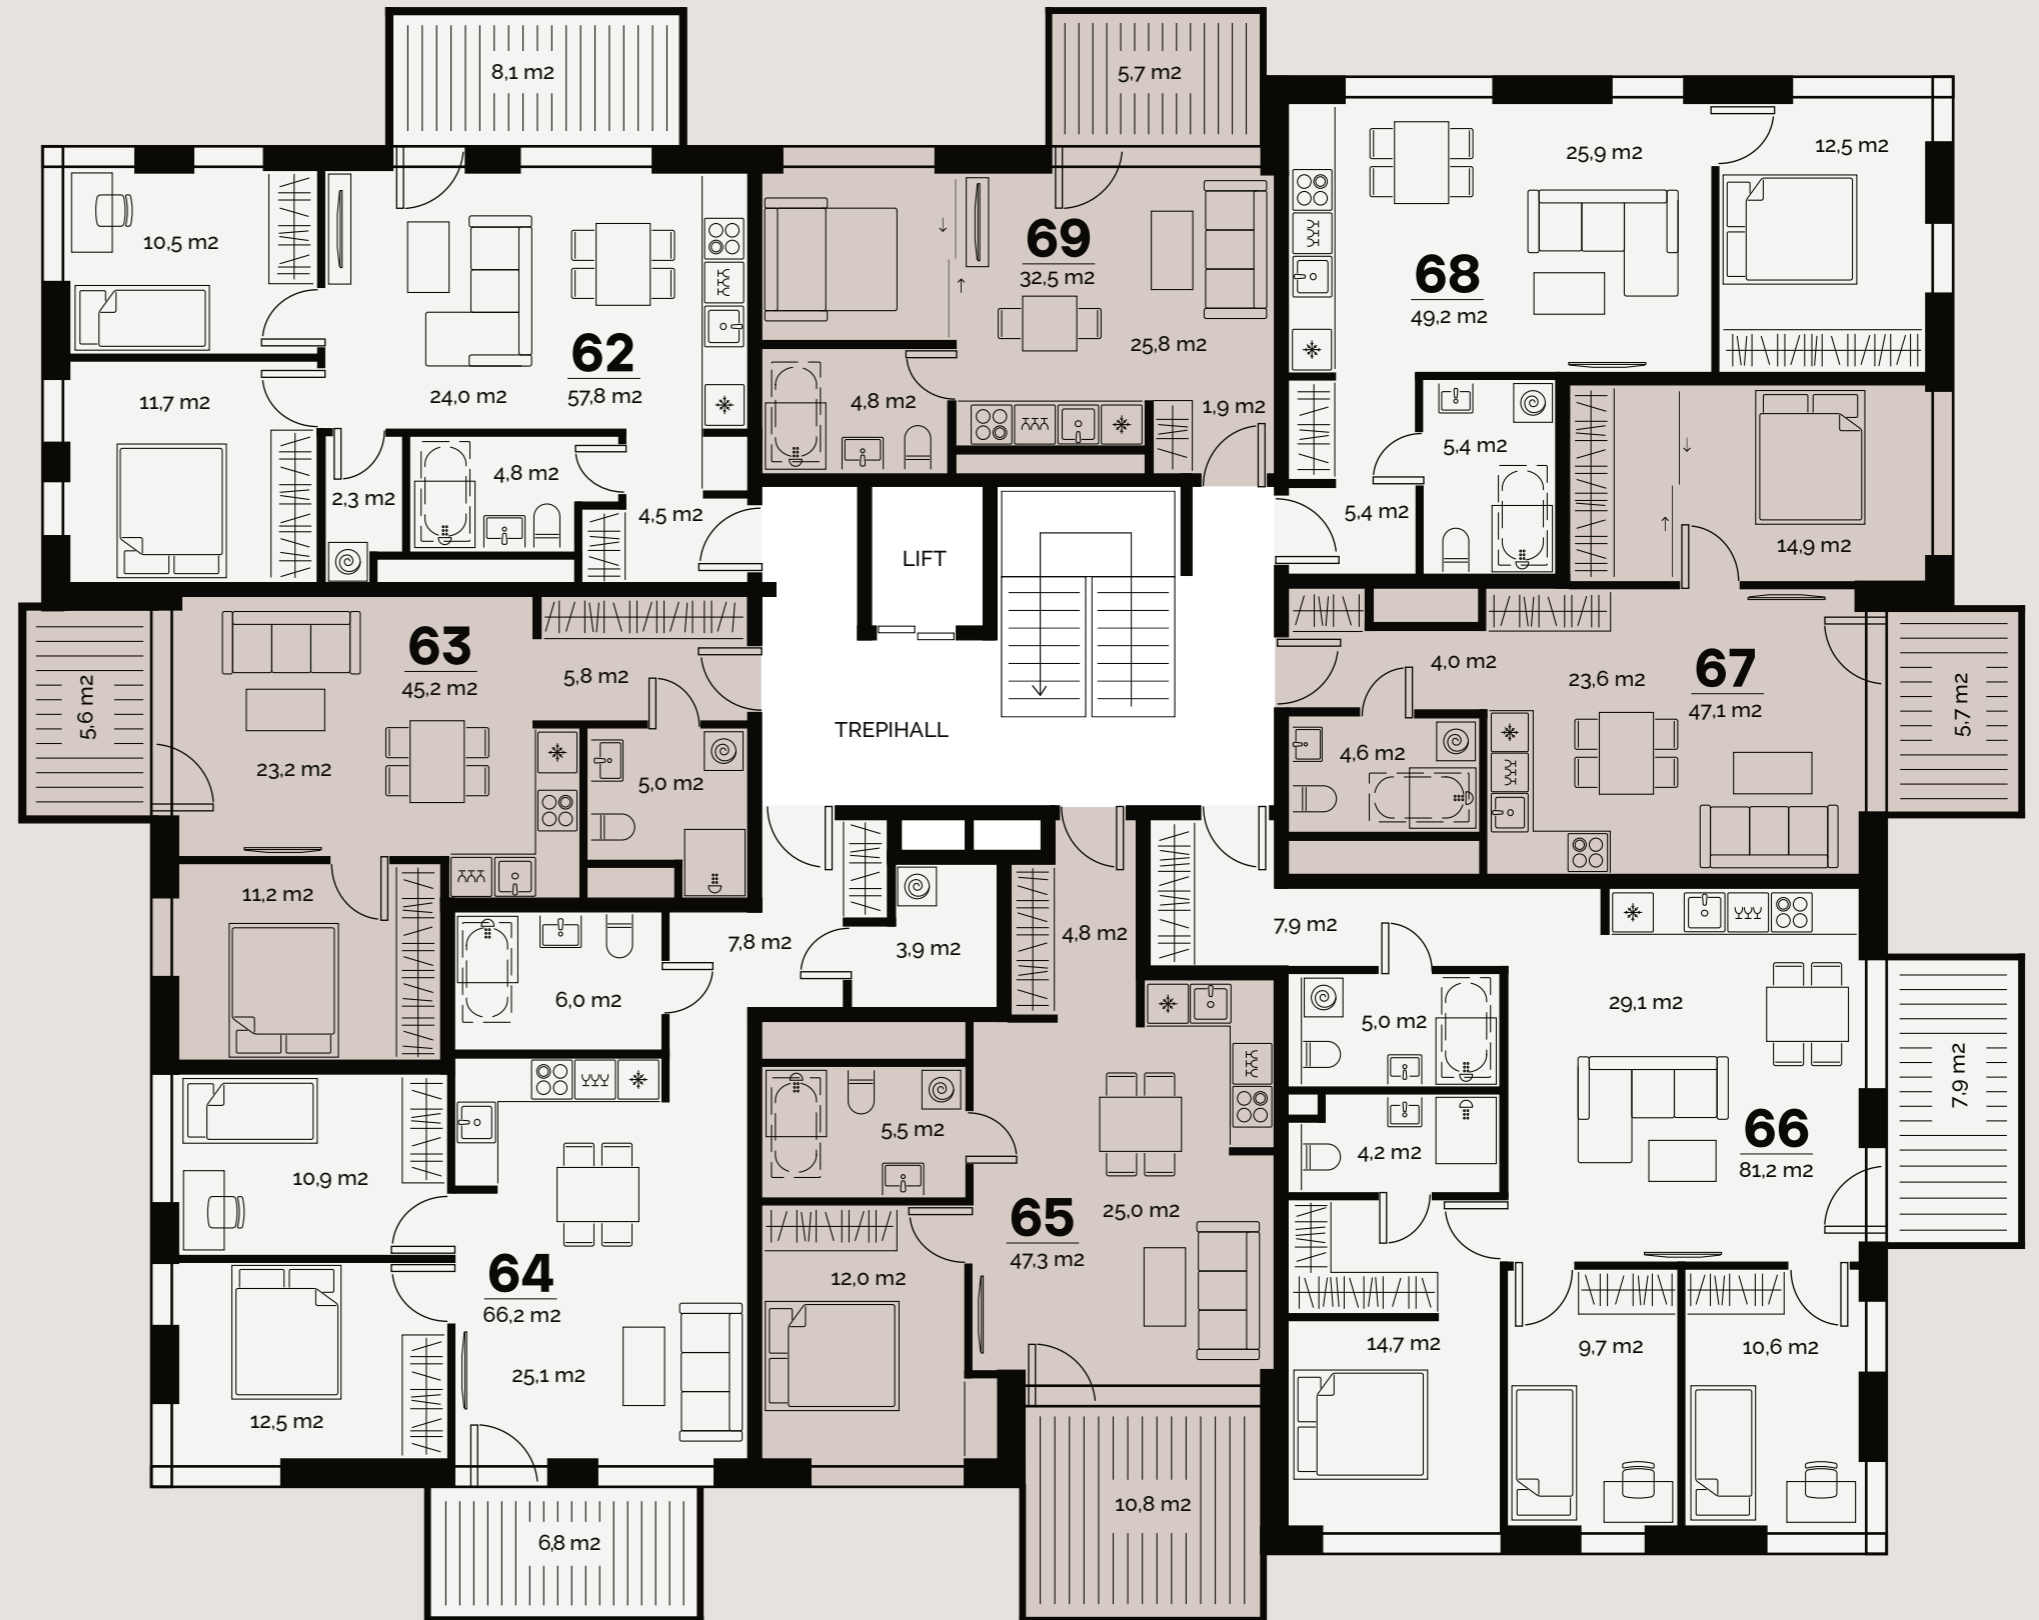 8,1 m2
5,7 m2
10,5 m2
11,7 m2
24,0 m2
62
57,8 m2
2,3 m2
4,8 m2
4,5 m2
69
32,5 m2
25,8 m2
4,8 m2
1,9 m2
25,9 m2
12,5 m2
68
49,2 m2
5,4 m2
5,4 m2
14,9 m2
LIFT
TREPIHALL
5,6 m2
63
45,2 m2
5,8 m2
23,2 m2
5,0 m2
11,2 m2
4,0 m2
23,6 m2
67
47,1 m2
4,6 m2
5,7 m2
7,8 m2
3,9 m2
6,0 m2
10,9 m2
64
66,2 m2
25,1 m2
12,5 m2
6,8 m2
4,8 m2
5,5 m2
65
47,3 m2
25,0 m2
12,0 m2
10,8 m2
7,9 m2
29,1 m2
5,0 m2
4,2 m2
66
81,2 m2
7,9 m2
14,7 m2
9,7 m2
10,6 m2